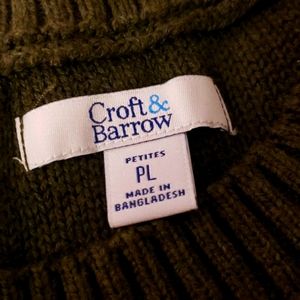 Croft&
Barrow
PETITES
PL
MADE IN
BANGLADESH